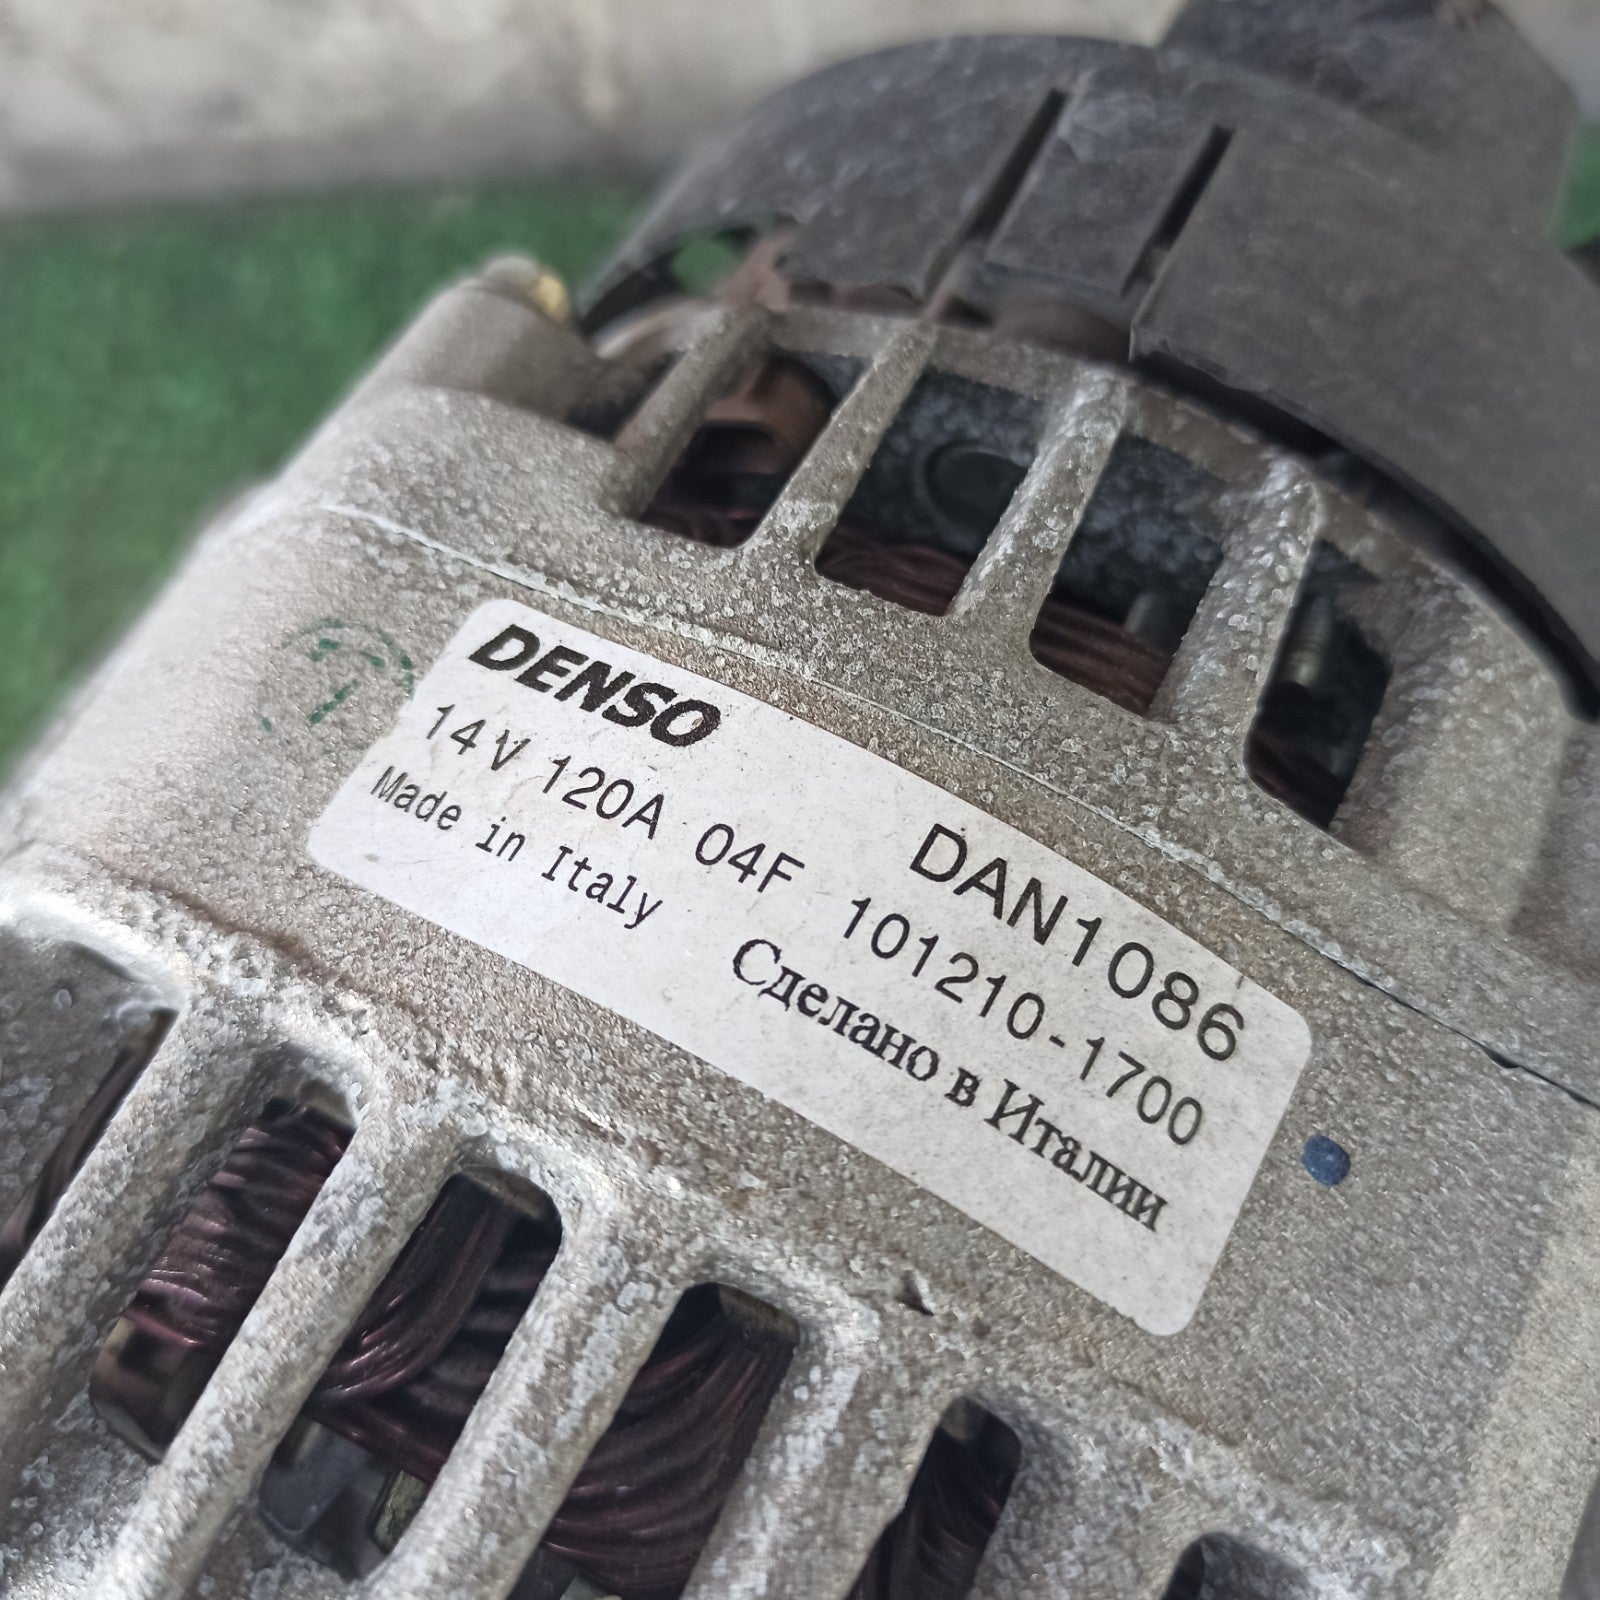 DENSO
DAN1086
14V 120A 04F 101210-1700
Made in Italy Сделано в Италии